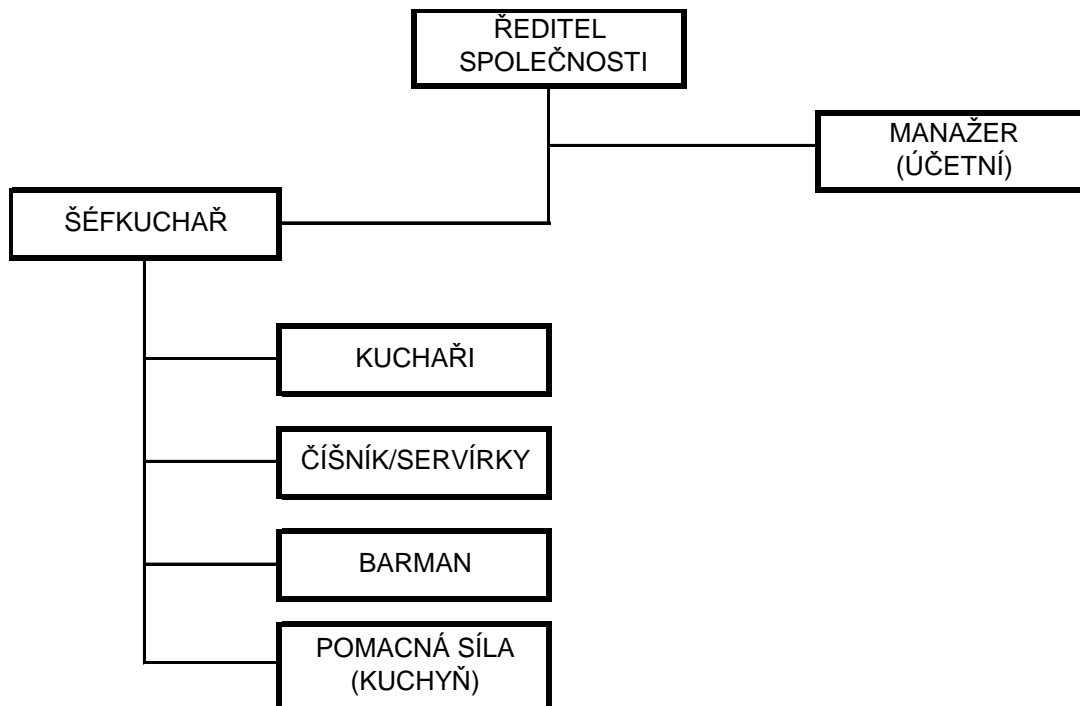 ŘEDITEL
SPOLEČNOSTI
MANAŽER
(ÚČETNÍ)
ŠÉFKUCHAŘ
KUCHAŘI
ČÍŠNÍK/SERVÍRKY
BARMAN
POMACNÁ SÍLA
(KUCHYŇ)